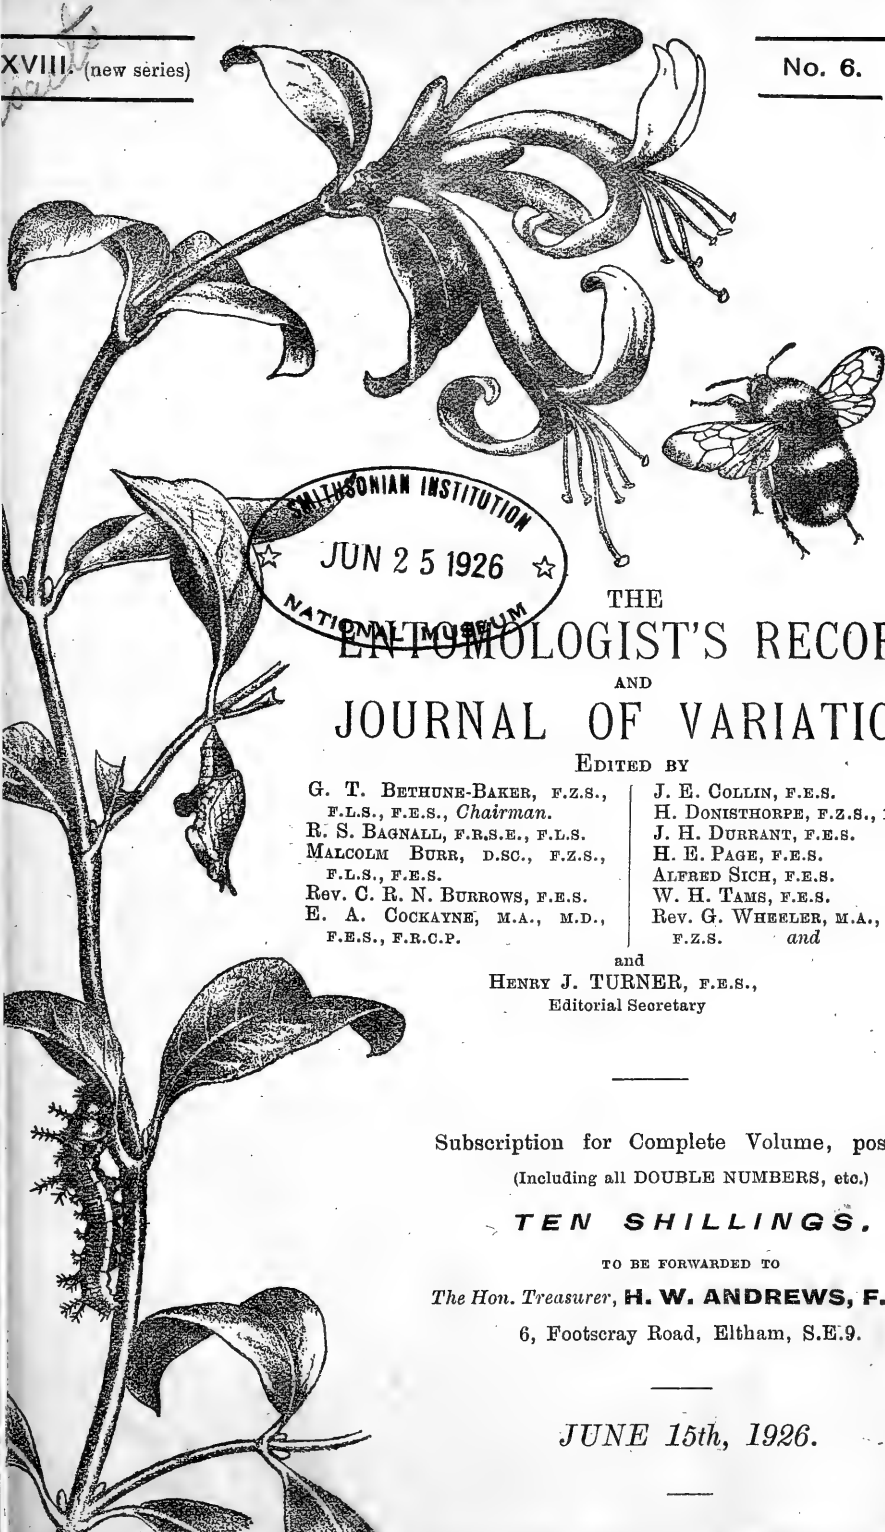 XVIII. (new series)
No. 6.
SMITHSONIAN INSTITUTION
JUN 25 1926
NATIONAL MUSEUM
THE
ENTOMOLOGIST'S RECOR
AND
JOURNAL OF VARIATIO
EDITED BY
G. T. BETHUNE-BAKER, F.Z.S.,
F.L.S., F.E.S., Chairman.
R. S. BAGNALL, F.R.S.E., F.L.S.
MALCOLM BURR, D.SC., F.Z.S.,
F.L.S., F.E.S.
Rev. C. R. N. BURROWS, F.E.S.
E. A. COCKAYNE, M.A., M.D.,
F.E.S., F.R.C.P.
J. E. COLLIN, F.E.S.
H. DONISTHORPE, F.Z.S.,
J. H. DURRANT, F.E.S.
H. E. PAGE, F.E.S.
ALFRED SICH, F.E.S.
W. H. TAMS, F.E.S.
Rev. G. WHEELER, M.A.,
F.Z.S. and
and
HENRY J. TURNER, F.E.S.,
Editorial Secretary
Subscription for Complete Volume, pos
(Including all DOUBLE NUMBERS, etc.)
TEN SHILLINGS.
TO BE FORWARDED TO
The Hon. Treasurer, H. W. ANDREWS, F.
6, Footscray Road, Eltham, S.E.9.
JUNE 15th, 1926.